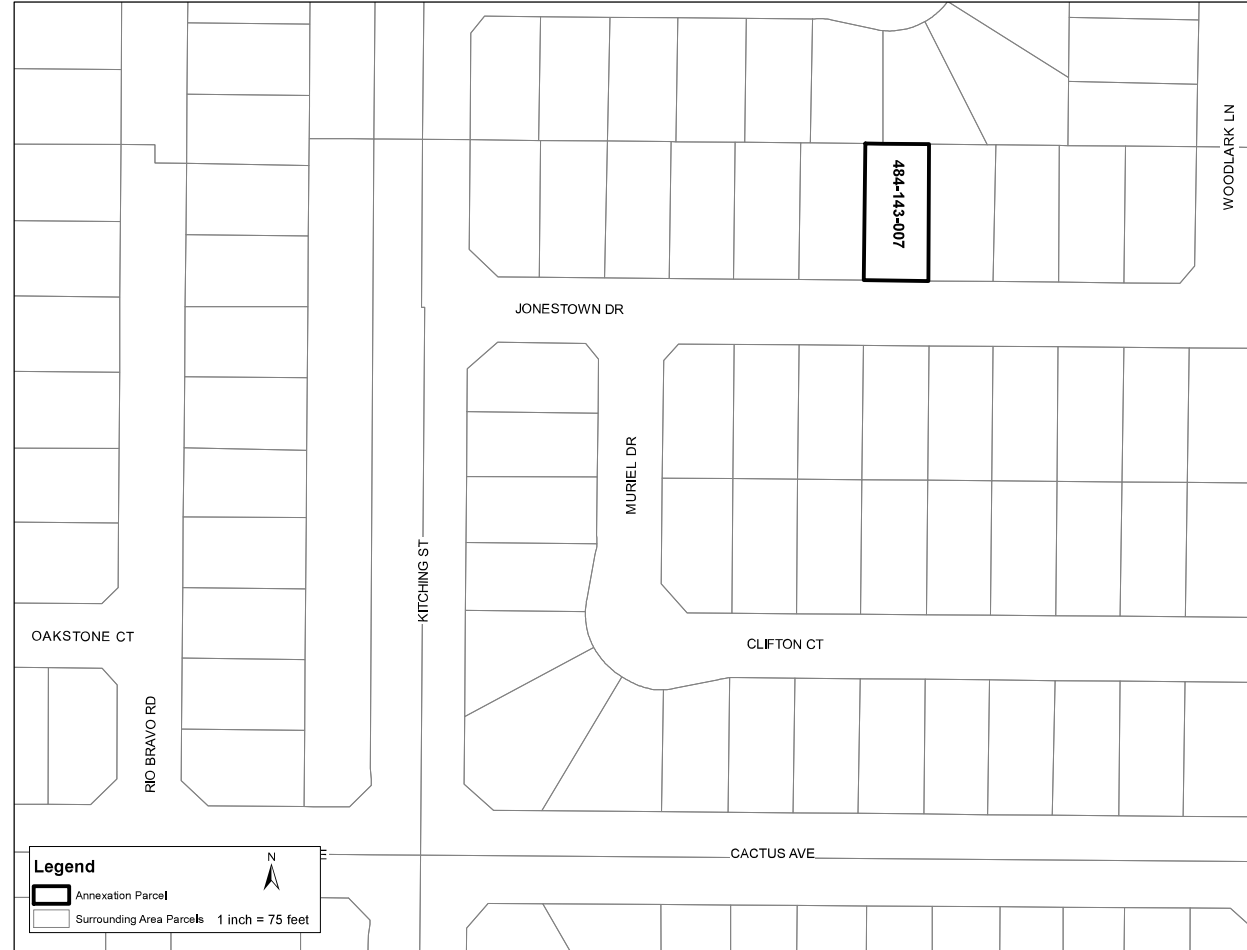 WOODLARK LN
484-143-007
JONESTOWN DR
MURIEL DR
KITCHING ST
OAKSTONE CT
CLIFTON CT
RIO BRAVO RD
CACTUS AVE
E
Legend
N
Annexation Parcel
Surrounding Area Parcels 1 inch = 75 feet